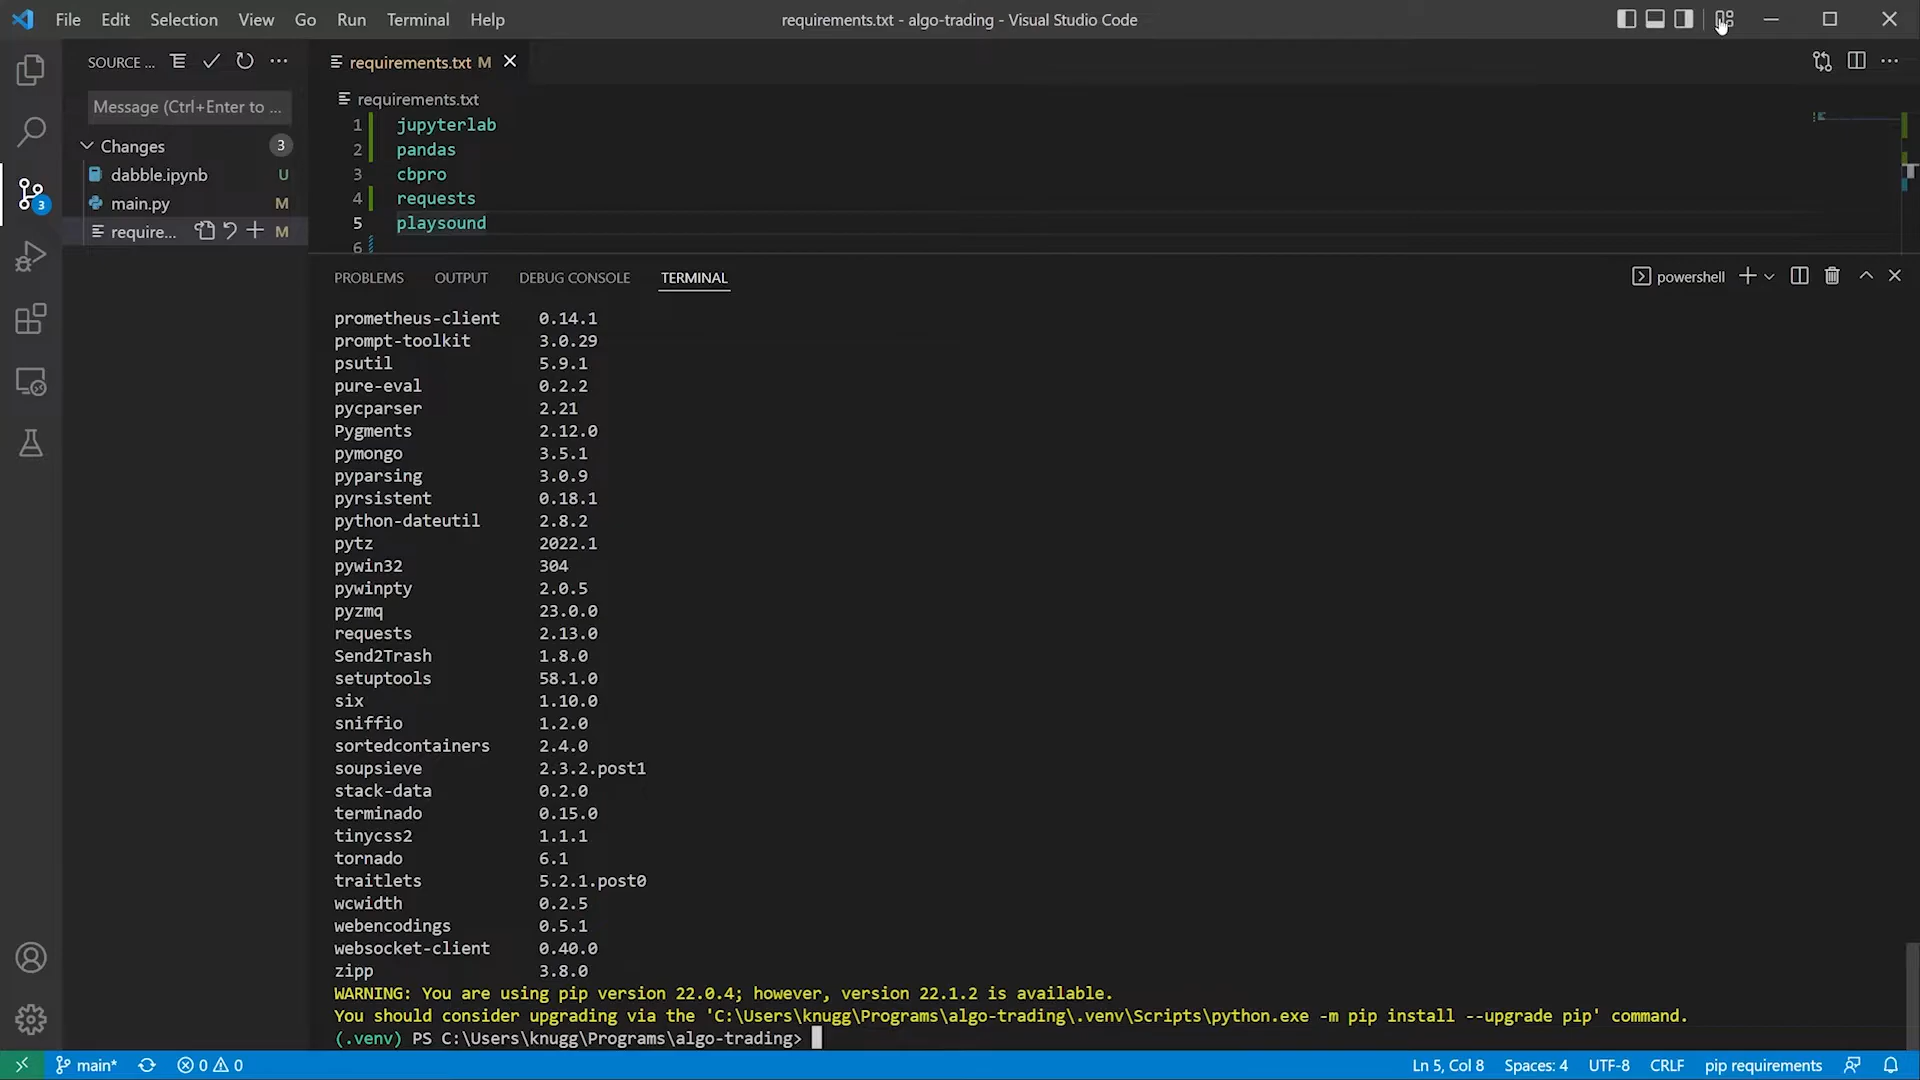 File Edit Selection View Go Run Terminal Help
requirements.txt - algo-trading - Visual Studio Code
SOURCE ...
requirements.txt M
Message (Ctrl+Enter to ...
Changes 3
dabble.ipynb U
main.py M
require... M
3
requirements.txt
1 jupyterlab
2 pandas
3 cbpro
4 requests
5 playsound
6
PROBLEMS OUTPUT DEBUG CONSOLE TERMINAL
powershell
prometheus-client 0.14.1
prompt-toolkit 3.0.29
psutil 5.9.1
pure-eval 0.2.2
pycparser 2.21
Pygments 2.12.0
pymongo 3.5.1
pyparsing 3.0.9
pyrsistent 0.18.1
python-dateutil 2.8.2
pytz 2022.1
pywin32 304
pywinpty 2.0.5
pyzmq 23.0.0
requests 2.13.0
Send2Trash 1.8.0
setuptools 58.1.0
six 1.10.0
sniffio 1.2.0
sortedcontainers 2.4.0
soupsieve 2.3.2.post1
stack-data 0.2.0
terminado 0.15.0
tinycss2 1.1.1
tornado 6.1
traitlets 5.2.1.post0
wcwidth 0.2.5
webencodings 0.5.1
websocket-client 0.40.0
zipp 3.8.0
WARNING: You are using pip version 22.0.4; however, version 22.1.2 is available.
You should consider upgrading via the 'C:\Users\knugg\Programs\algo-trading\.venv\Scripts\python.exe -m pip install --upgrade pip' command.
(.venv) PS C:\Users\knugg\Programs\algo-trading>
main* 0 0 Ln 5, Col 8 Spaces: 4 UTF-8 CRLF pip requirements